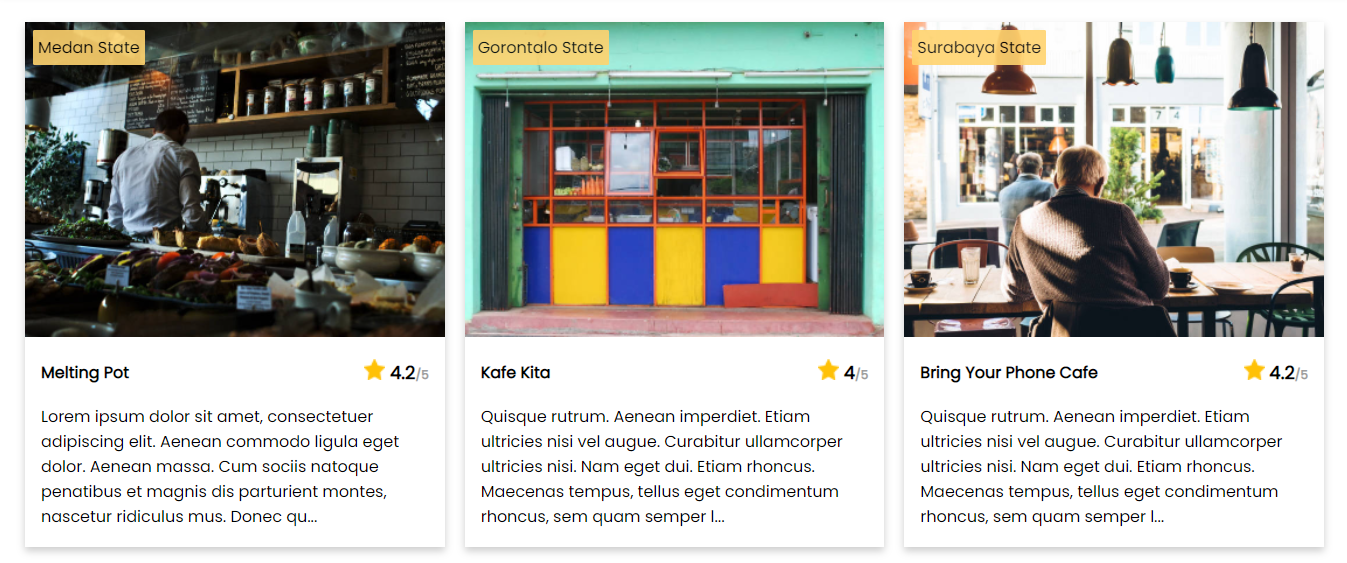 Medan State
Melting Pot
4.2/5
Lorem ipsum dolor sit amet, consectetuer
adipiscing elit. Aenean commodo ligula eget
dolor. Aenean massa. Cum sociis natoque
penatibus et magnis dis parturient montes,
nascetur ridiculus mus. Donec qu...
Gorontalo State
Kafe Kita
4/5
Quisque rutrum. Aenean imperdiet. Etiam
ultricies nisi vel augue. Curabitur ullamcorper
ultricies nisi. Nam eget dui. Etiam rhoncus.
Maecenas tempus, tellus eget condimentum
rhoncus, sem quam semper l...
Surabaya State
7 4
Bring Your Phone Cafe
4.2/5
Quisque rutrum. Aenean imperdiet. Etiam
ultricies nisi vel augue. Curabitur ullamcorper
ultricies nisi. Nam eget dui. Etiam rhoncus.
Maecenas tempus, tellus eget condimentum
rhoncus, sem quam semper l...